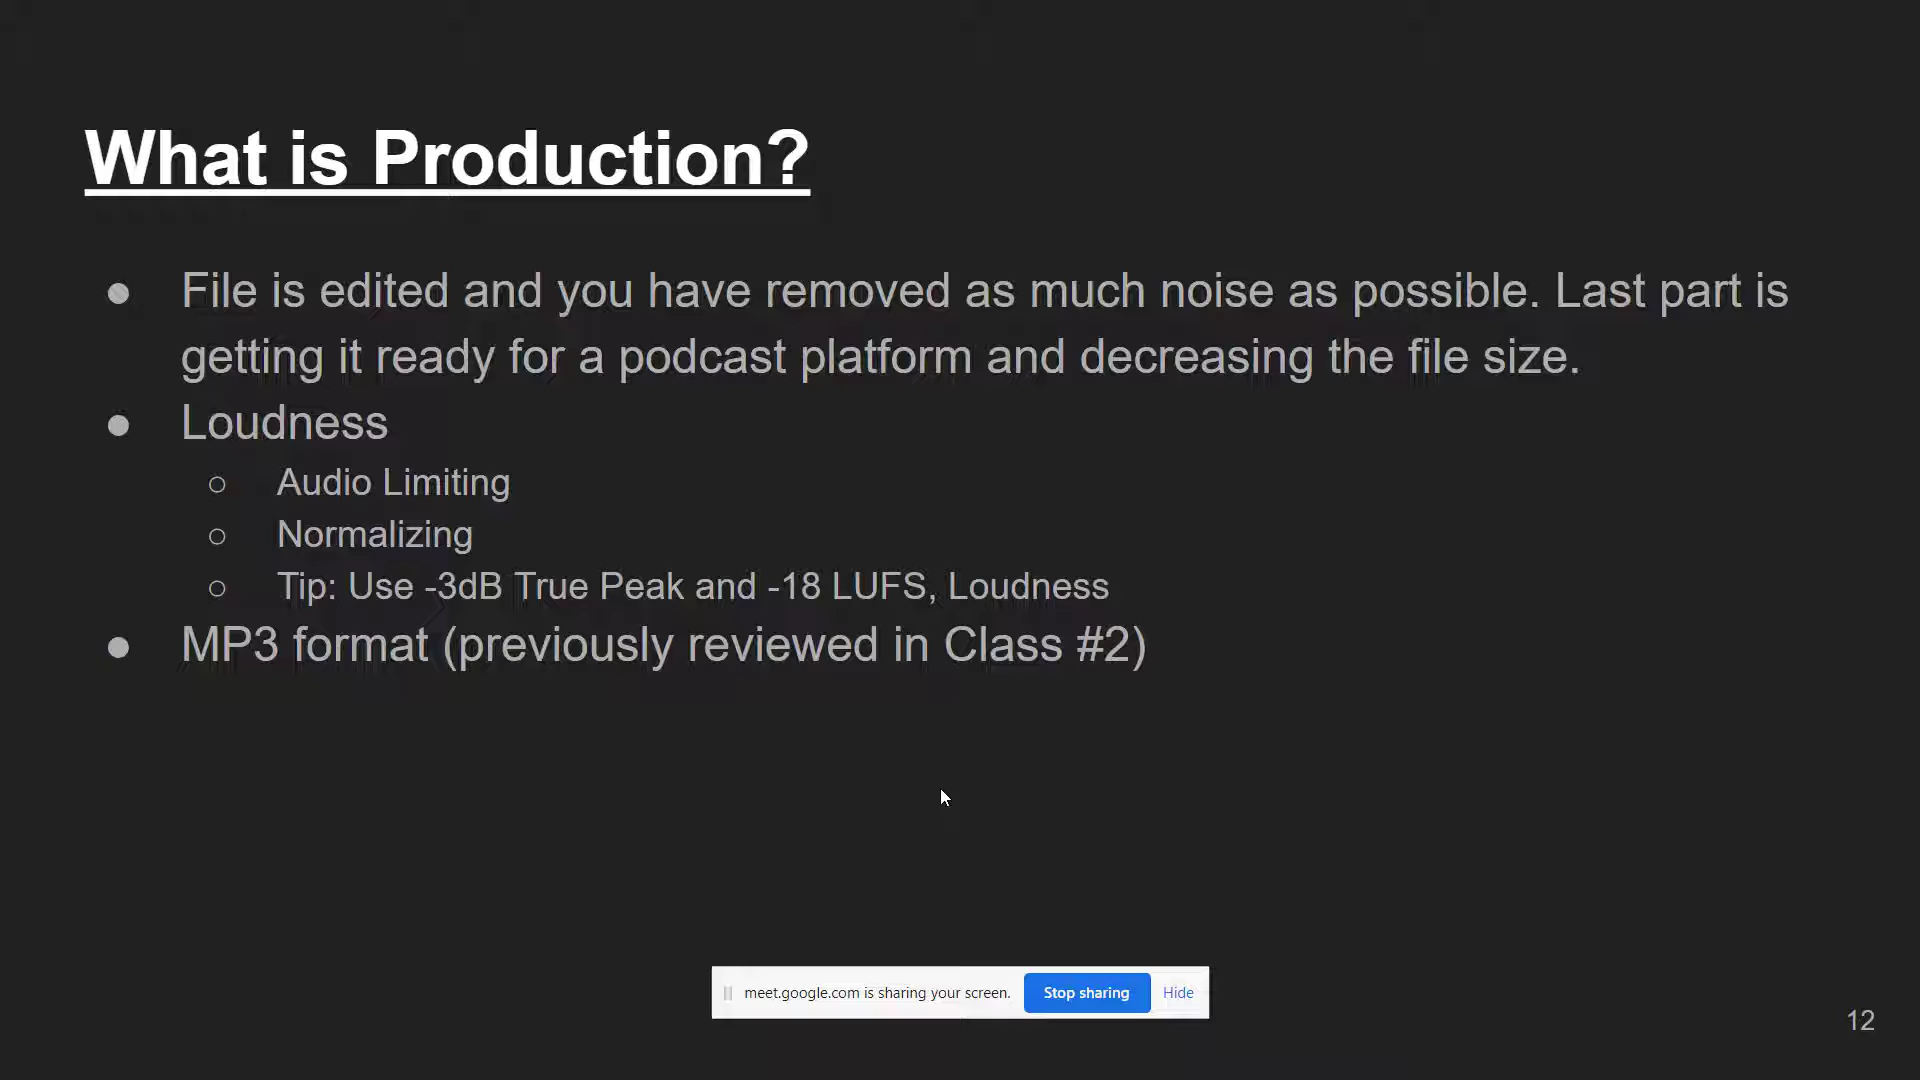 What is Production?
● File is edited and you have removed as much noise as possible. Last part is
getting it ready for a podcast platform and decreasing the file size.
● Loudness
○ Audio Limiting
○ Normalizing
○ Tip: Use -3dB True Peak and -18 LUFS, Loudness
● MP3 format (previously reviewed in Class #2)
meet.google.com is sharing your screen. Stop sharing Hide
12